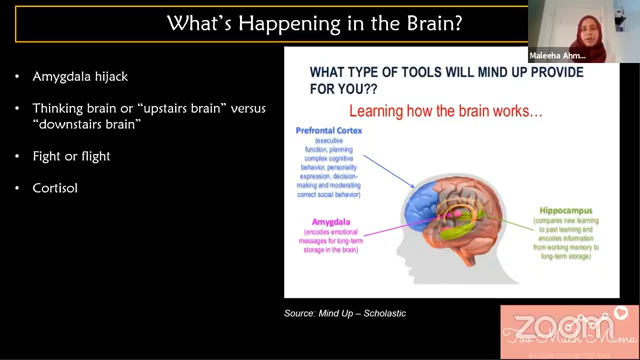 What's Happening in the Brain?
Maleeha Ahm...
• Amygdala hijack
• Thinking brain or "upstairs brain" versus
"downstairs brain"
• Fight or flight
• Cortisol
WHAT TYPE OF TOOLS WILL MIND UP PROVIDE
FOR YOU??
Learning how the brain works...
Prefrontal Cortex
(executive
function, planning
complex cognitive
behavior, personality
expression, decision-
making and moderating
correct social behavior)
Amygdala
(encodes emotional
messages for long-term
storage in the brain)
Hippocampus
(compares new learning
to past learning and
encodes information
from working memory to
long-term storage)
Source: Mind Up – Scholastic
zoom
Too Much Mama